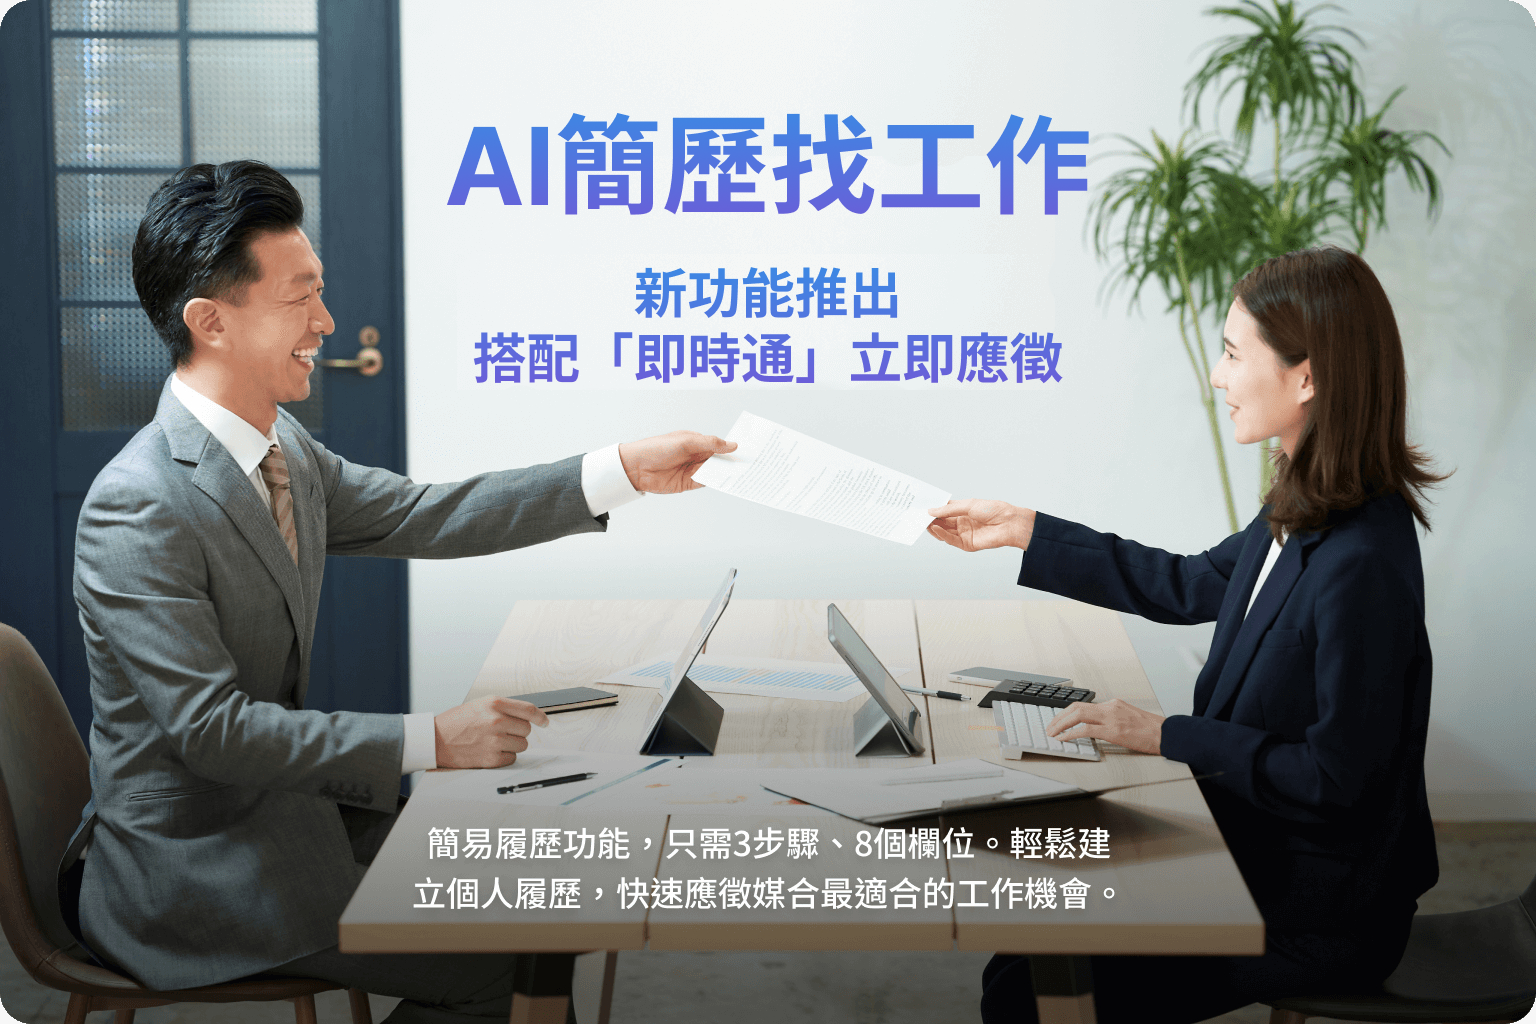 AI簡歷找工作
新功能推出
搭配「即時通」立即應徵
簡易履歷功能，只需3步驟、8個欄位。輕鬆建
立個人履歷，快速應徵媒合最適合的工作機會。